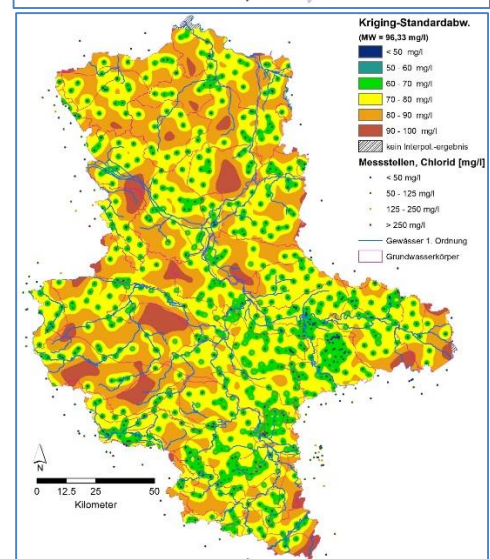 Kriging-Standardabw.
(MW = 96,33 mg/l)
< 50 mg/l
50 - 60 mg/l
60 - 70 mg/l
70 - 80 mg/l
80 - 90 mg/l
90 - 100 mg/l
kein Interpol.-ergebnis
Messstellen, Chlorid [mg/l]
< 50 mg/l
50 - 125 mg/l
125 - 250 mg/l
> 250 mg/l
Gewässer 1. Ordnung
Grundwasserkörper
N
0 12.5 25 50
Kilometer